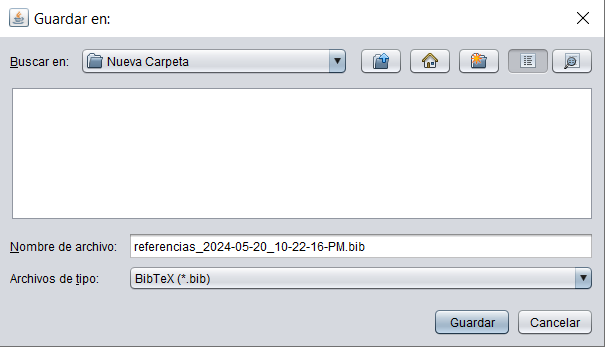 Guardar en:
Buscar en: Nueva Carpeta
Nombre de archivo: referencias_2024-05-20_10-22-16-PM.bib
Archivos de tipo: BibTeX (*.bib)
Guardar Cancelar